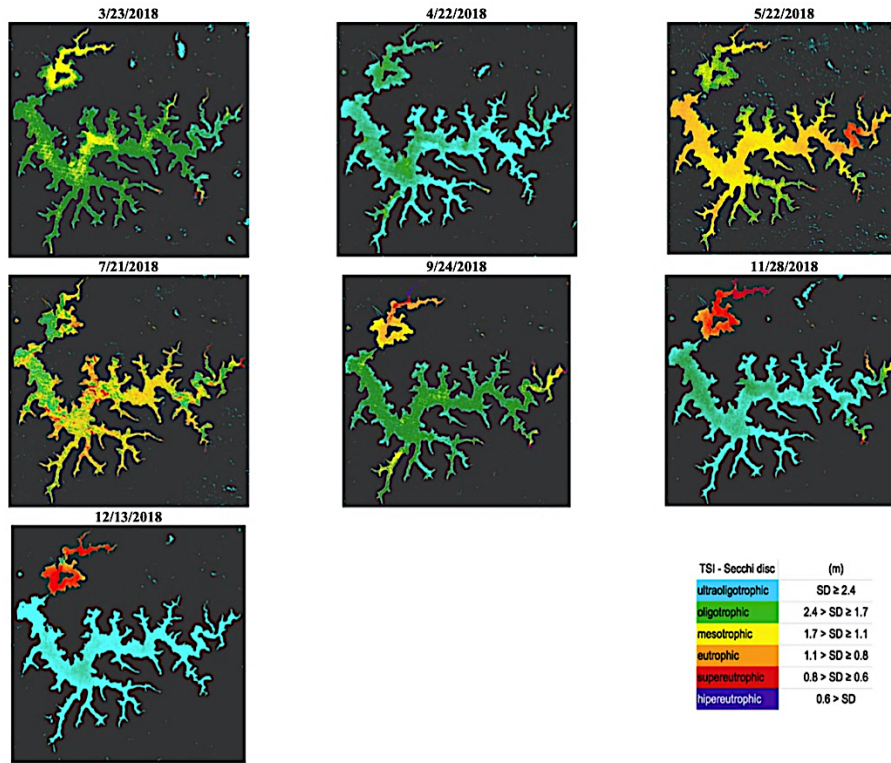 3/23/2018
4/22/2018
5/22/2018
7/21/2018
9/24/2018
11/28/2018
12/13/2018
TSI - Secchi disc (m)
ultraoligotrophic SD ≥ 2.4
oligotrophic 2.4 > SD ≥ 1.7
mesotrophic 1.7 > SD ≥ 1.1
eutrophic 1.1 > SD ≥ 0.8
supereutrophic 0.8 > SD ≥ 0.6
hipereutrophic 0.6 > SD